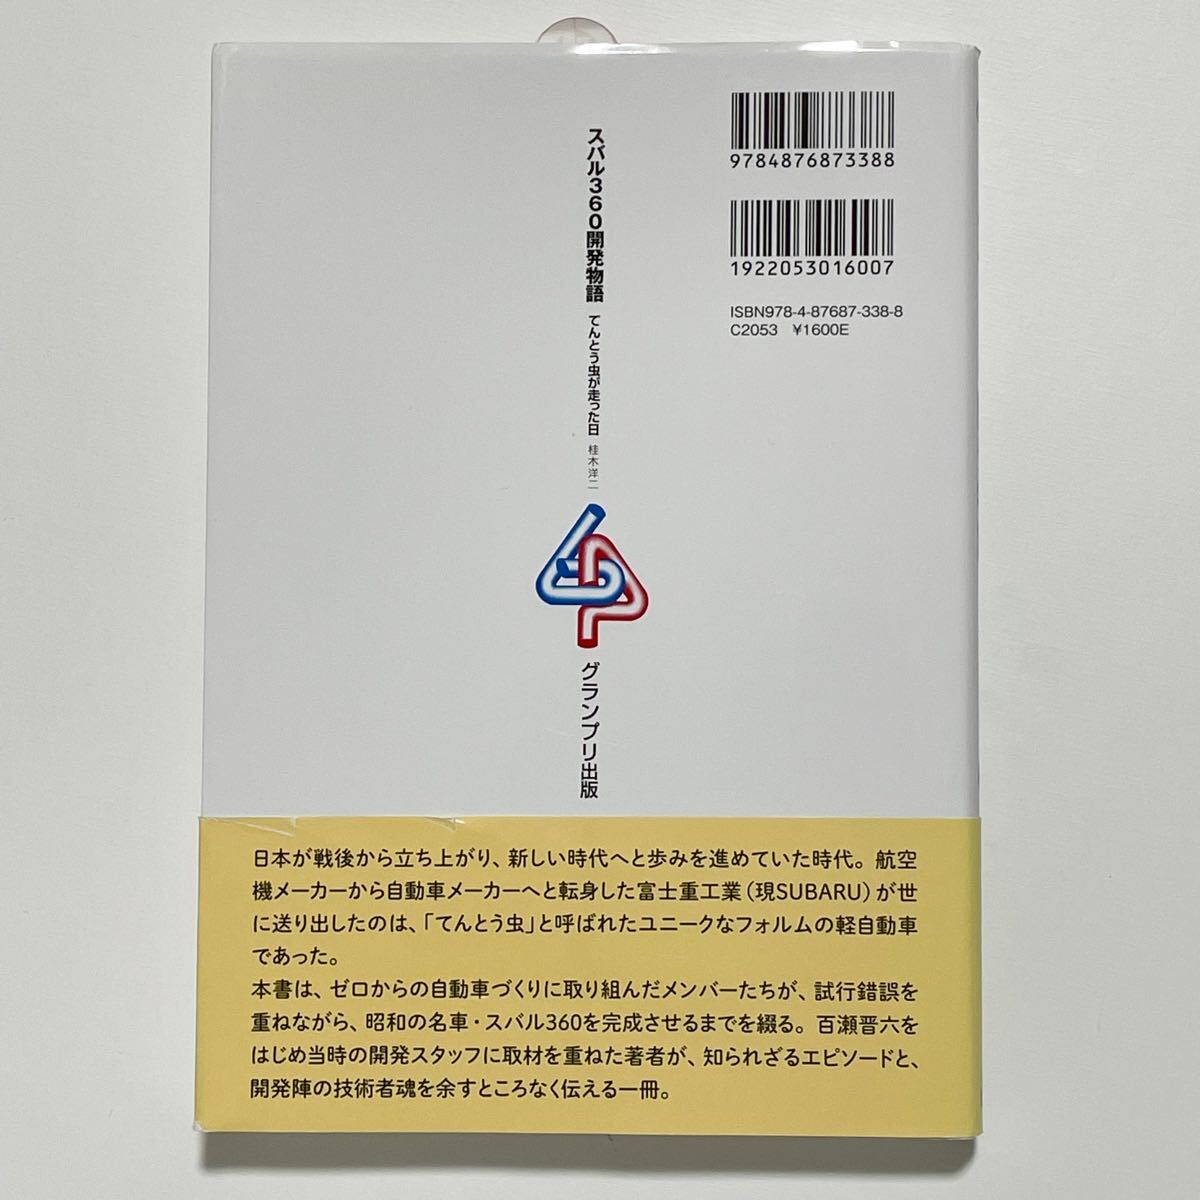 9784876873388
1922053016007
ISBN978-4-87687-338-8
C2053 ¥1600E
スバル360開発物語 てんとう虫が走った日 桂木洋二
グランプリ出版
日本が戦後から立ち上がり、新しい時代へと歩みを進めていた時代。航空
機メーカーから自動車メーカーへと転身した富士重工業（現SUBARU）が世
に送り出したのは、「てんとう虫」と呼ばれたユニークなフォルムの軽自動車
であった。
本書は、ゼロからの自動車づくりに取り組んだメンバーたちが、試行錯誤を
重ねながら、昭和の名車・スバル360を完成させるまでを綴る。百瀬晋六を
はじめ当時の開発スタッフに取材を重ねた著者が、知られざるエピソードと、
開発陣の技術者魂を余すところなく伝える一冊。